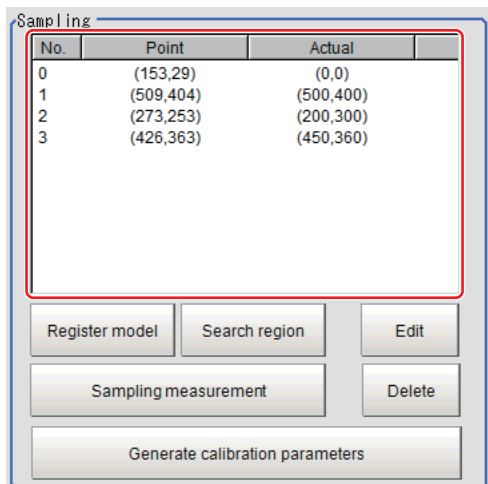 Sampling
No. Point Actual
0 (153,29) (0,0)
1 (509,404) (500,400)
2 (273,253) (200,300)
3 (426,363) (450,360)
Register model Search region Edit
Sampling measurement Delete
Generate calibration parameters